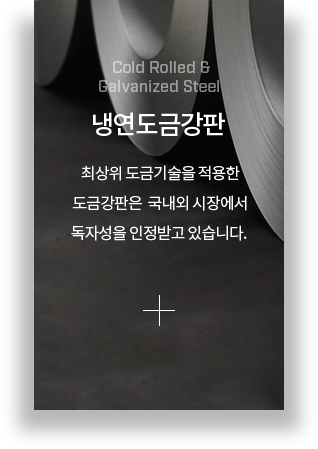 Cold Rolled &
Galvanized Steel
냉연도금강판
최상위 도금기술을 적용한
도금강판은 국내외 시장에서
독자성을 인정받고 있습니다.